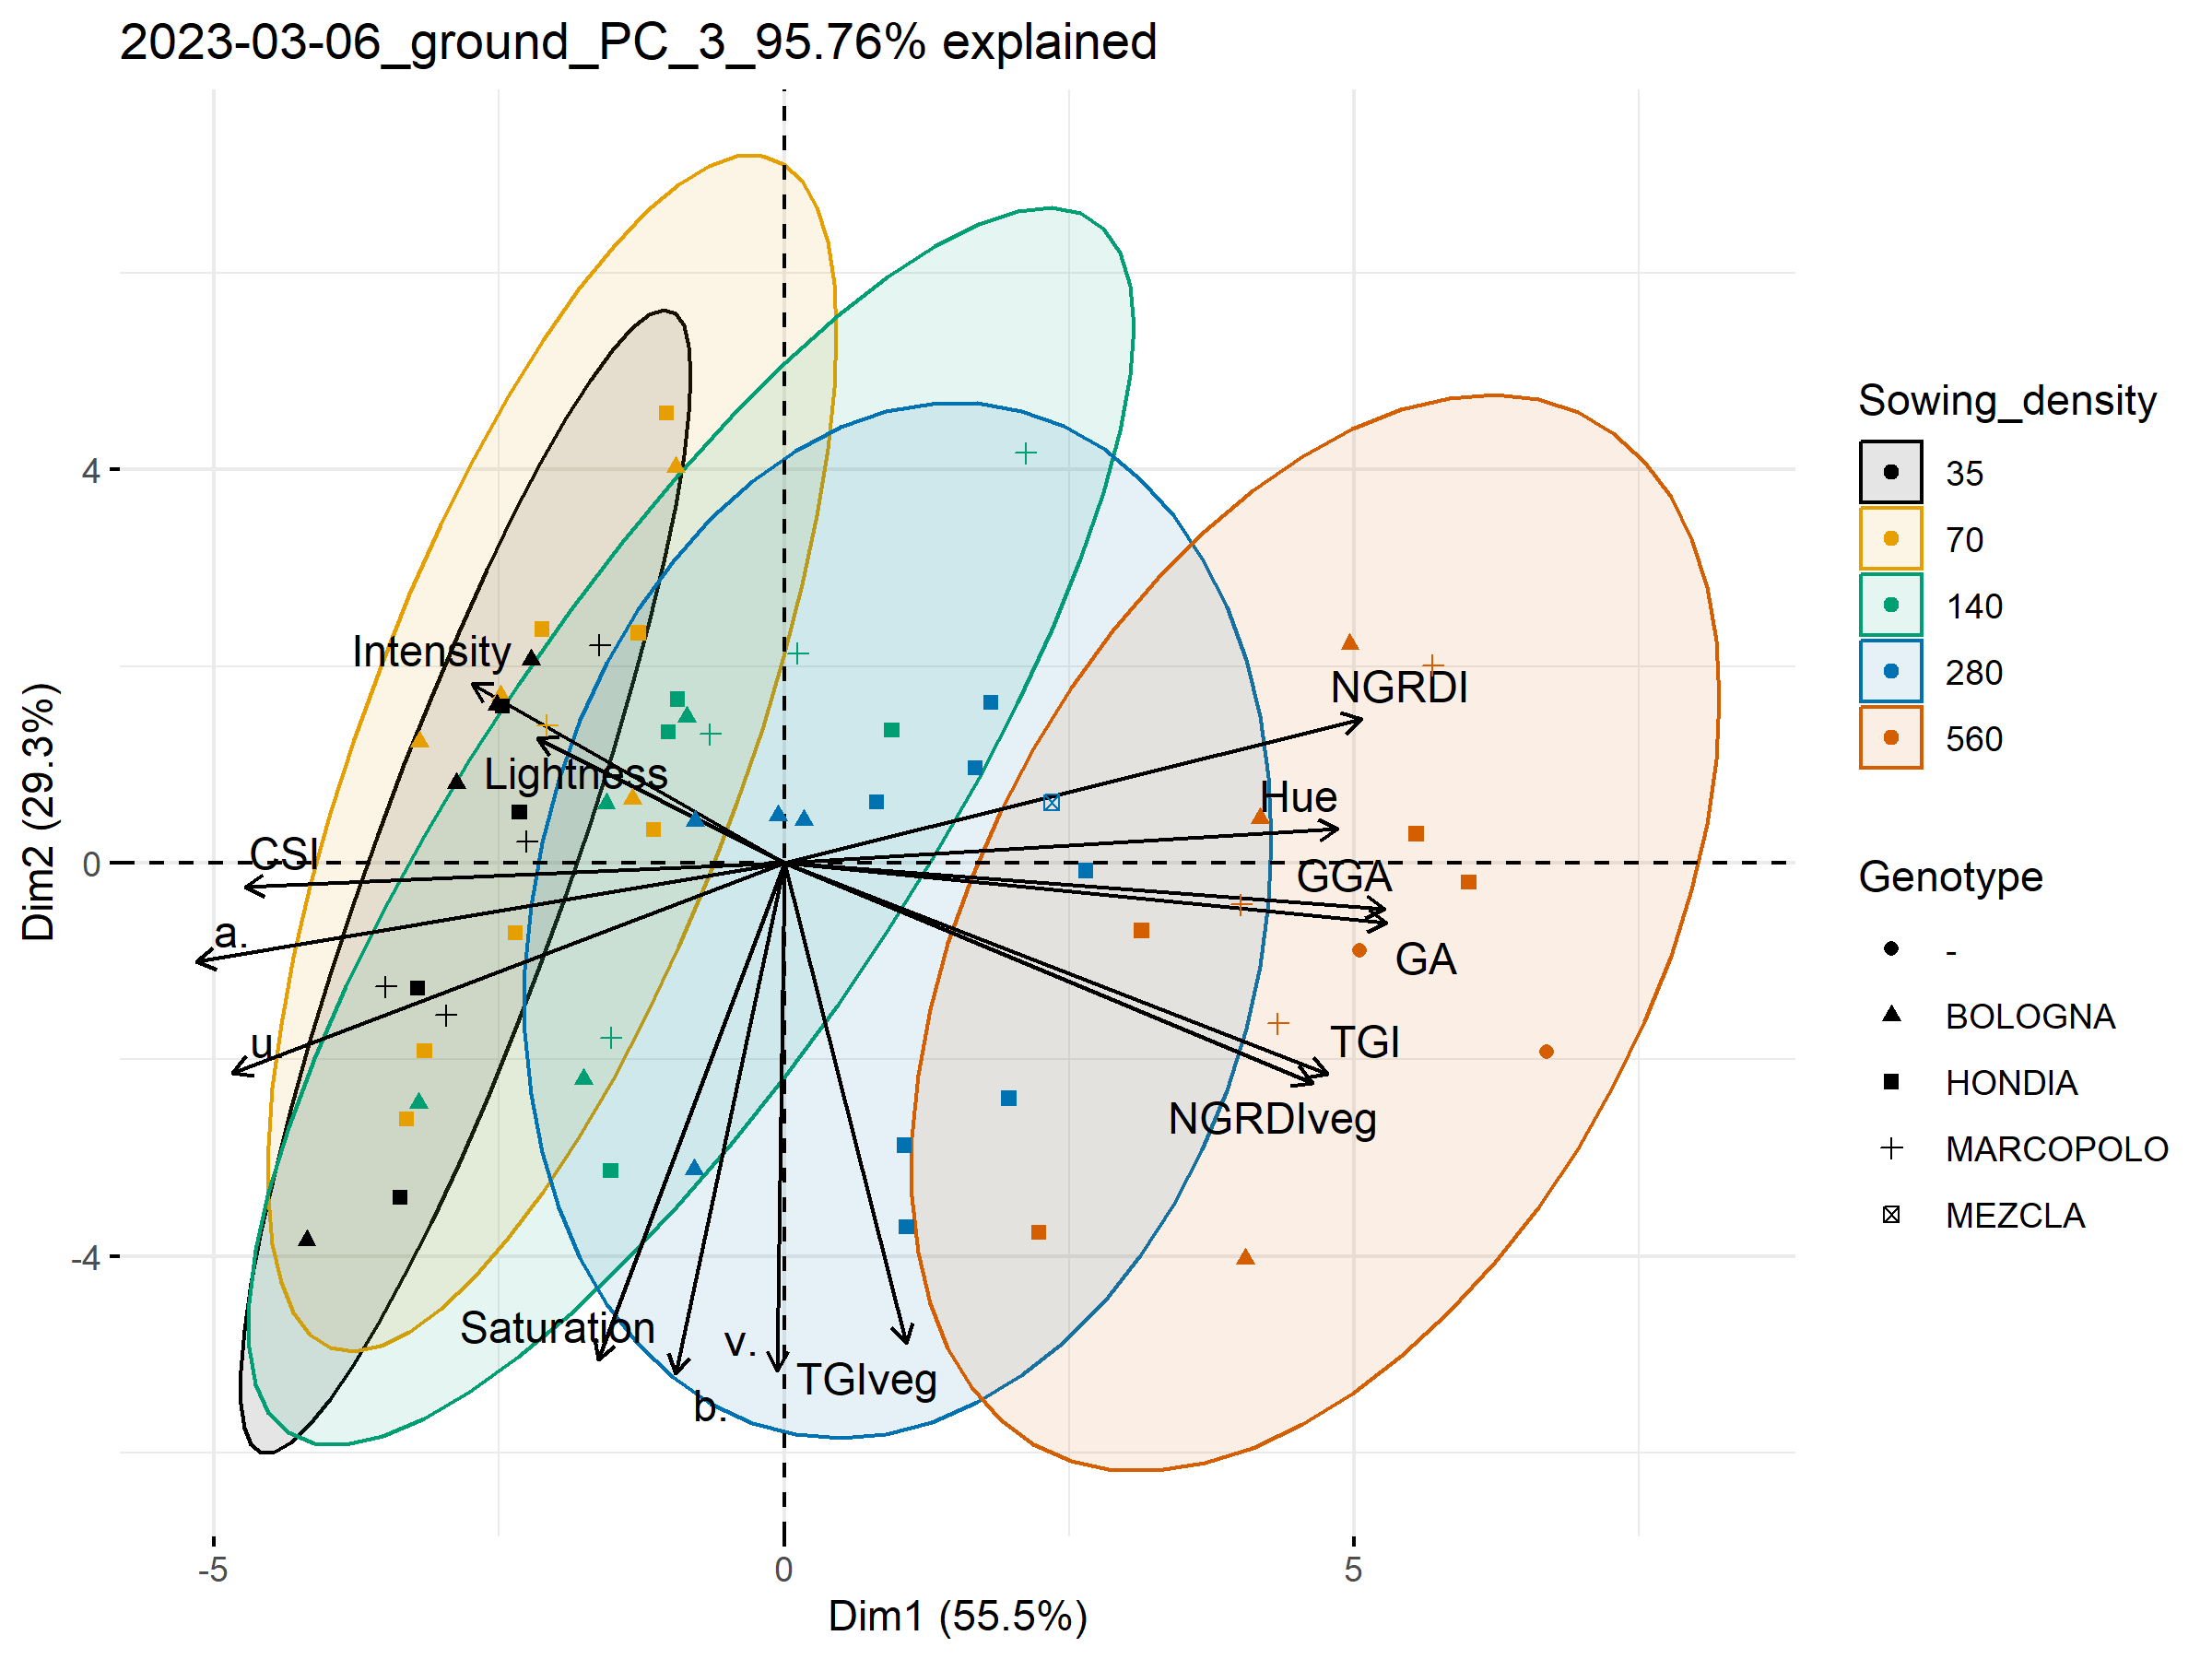 2023-03-06_ground_PC_3_95.76% explained
Dim2 (29.3%)
4
0
-4
Intensity
Lightness
CSI
a.
u.
NGRDI
Hue
GGA
GA
TGI
NGRDIveg
Saturation
v.
TGIveg
b.
-5
0
5
Dim1 (55.5%)
Sowing_density
35
70
140
280
560
Genotype
-
BOLOGNA
HONDIA
MARCOPOLO
MEZCLA